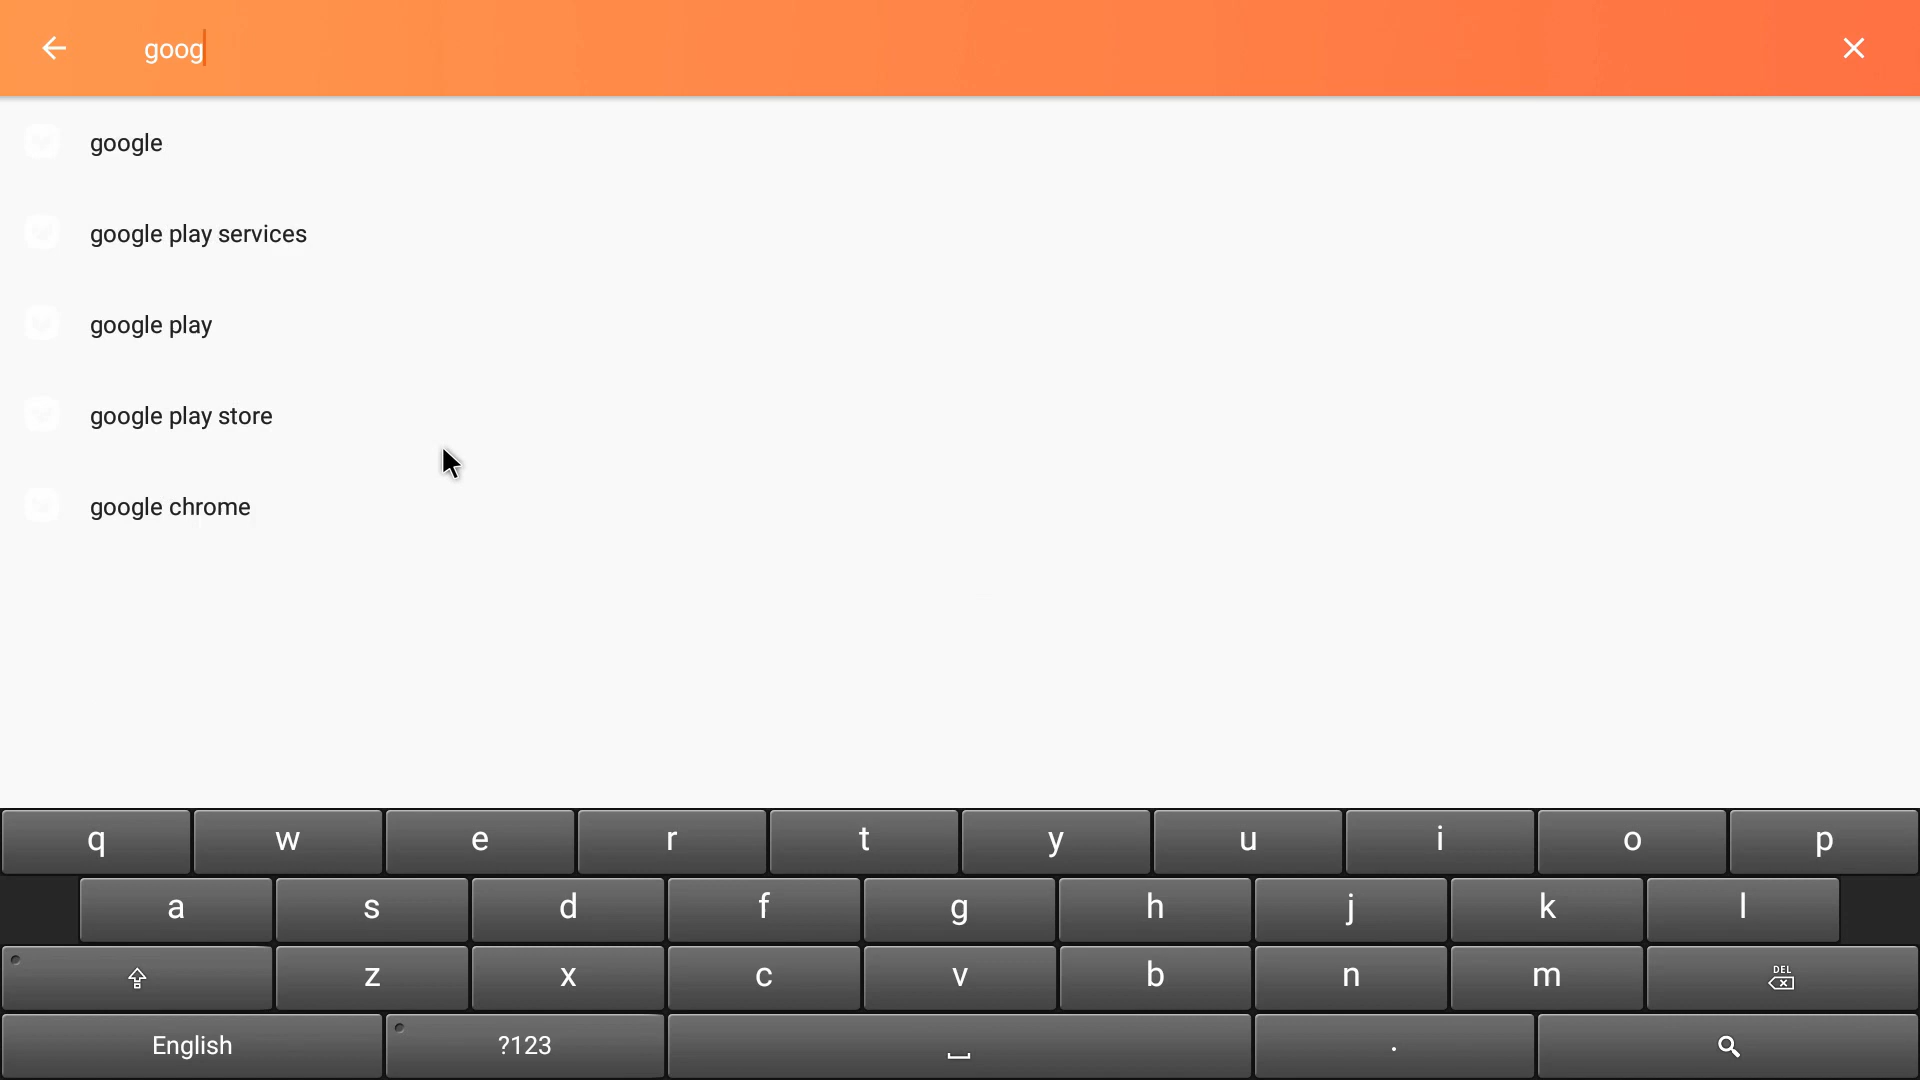 goog
google
google play services
google play
google play store
google chrome
q w e r t y u i o p
a s d f g h j k l
z x c v b n m DEL
English ?123 .